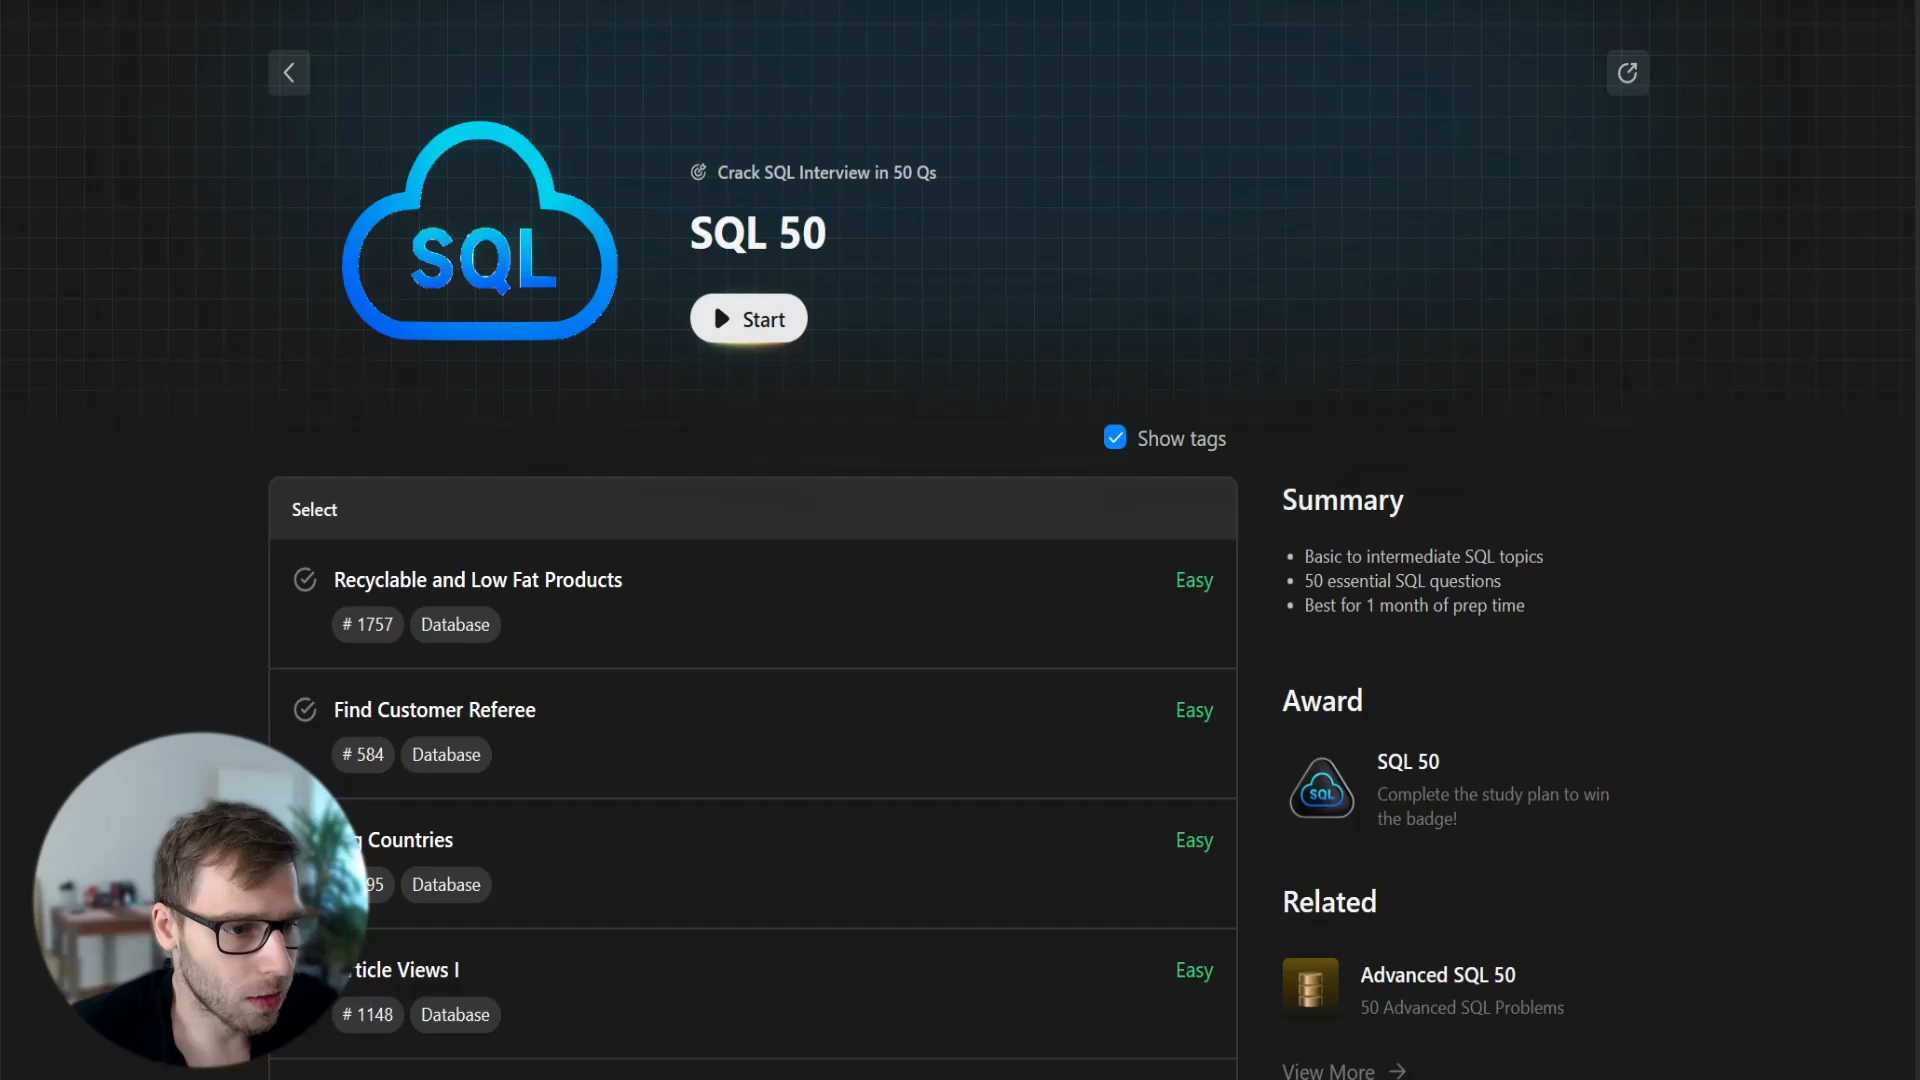 Crack SQL Interview in 50 Qs
SQL
SQL 50
Start
Show tags
Select
Recyclable and Low Fat Products
Easy
# 1757
Database
Find Customer Referee
Easy
# 584
Database
Countries
Easy
95
Database
rticle Views I
Easy
# 1148
Database
Summary
• Basic to intermediate SQL topics
• 50 essential SQL questions
• Best for 1 month of prep time
Award
SQL
SQL 50
Complete the study plan to win
the badge!
Related
Advanced SQL 50
50 Advanced SQL Problems
View More